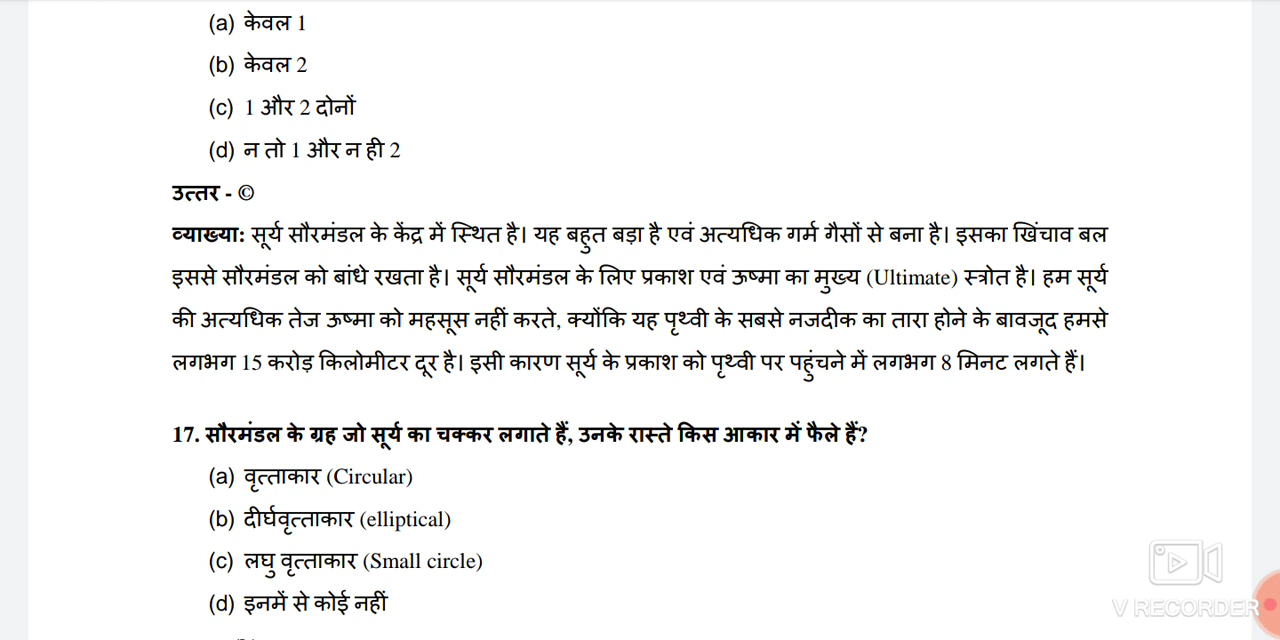 (a) केवल 1
(b) केवल 2
(c) 1 और 2 दोनों
(d) न तो 1 और न ही 2
उत्तर - ©
व्याख्या: सूर्य सौरमंडल के केंद्र में स्थित है। यह बहुत बड़ा है एवं अत्यधिक गर्म गैसों से बना है। इसका खिंचाव बल
इससे सौरमंडल को बांधे रखता है। सूर्य सौरमंडल के लिए प्रकाश एवं ऊष्मा का मुख्य (Ultimate) स्त्रोत है। हम सूर्य
की अत्यधिक तेज ऊष्मा को महसूस नहीं करते, क्योंकि यह पृथ्वी के सबसे नजदीक का तारा होने के बावजूद हमसे
लगभग 15 करोड़ किलोमीटर दूर है। इसी कारण सूर्य के प्रकाश को पृथ्वी पर पहुंचने में लगभग 8 मिनट लगते हैं।
17. सौरमंडल के ग्रह जो सूर्य का चक्कर लगाते हैं, उनके रास्ते किस आकार में फैले हैं?
(a) वृत्ताकार (Circular)
(b) दीर्घवृत्ताकार (elliptical)
(c) लघु वृत्ताकार (Small circle)
(d) इनमें से कोई नहीं
V RECORDER